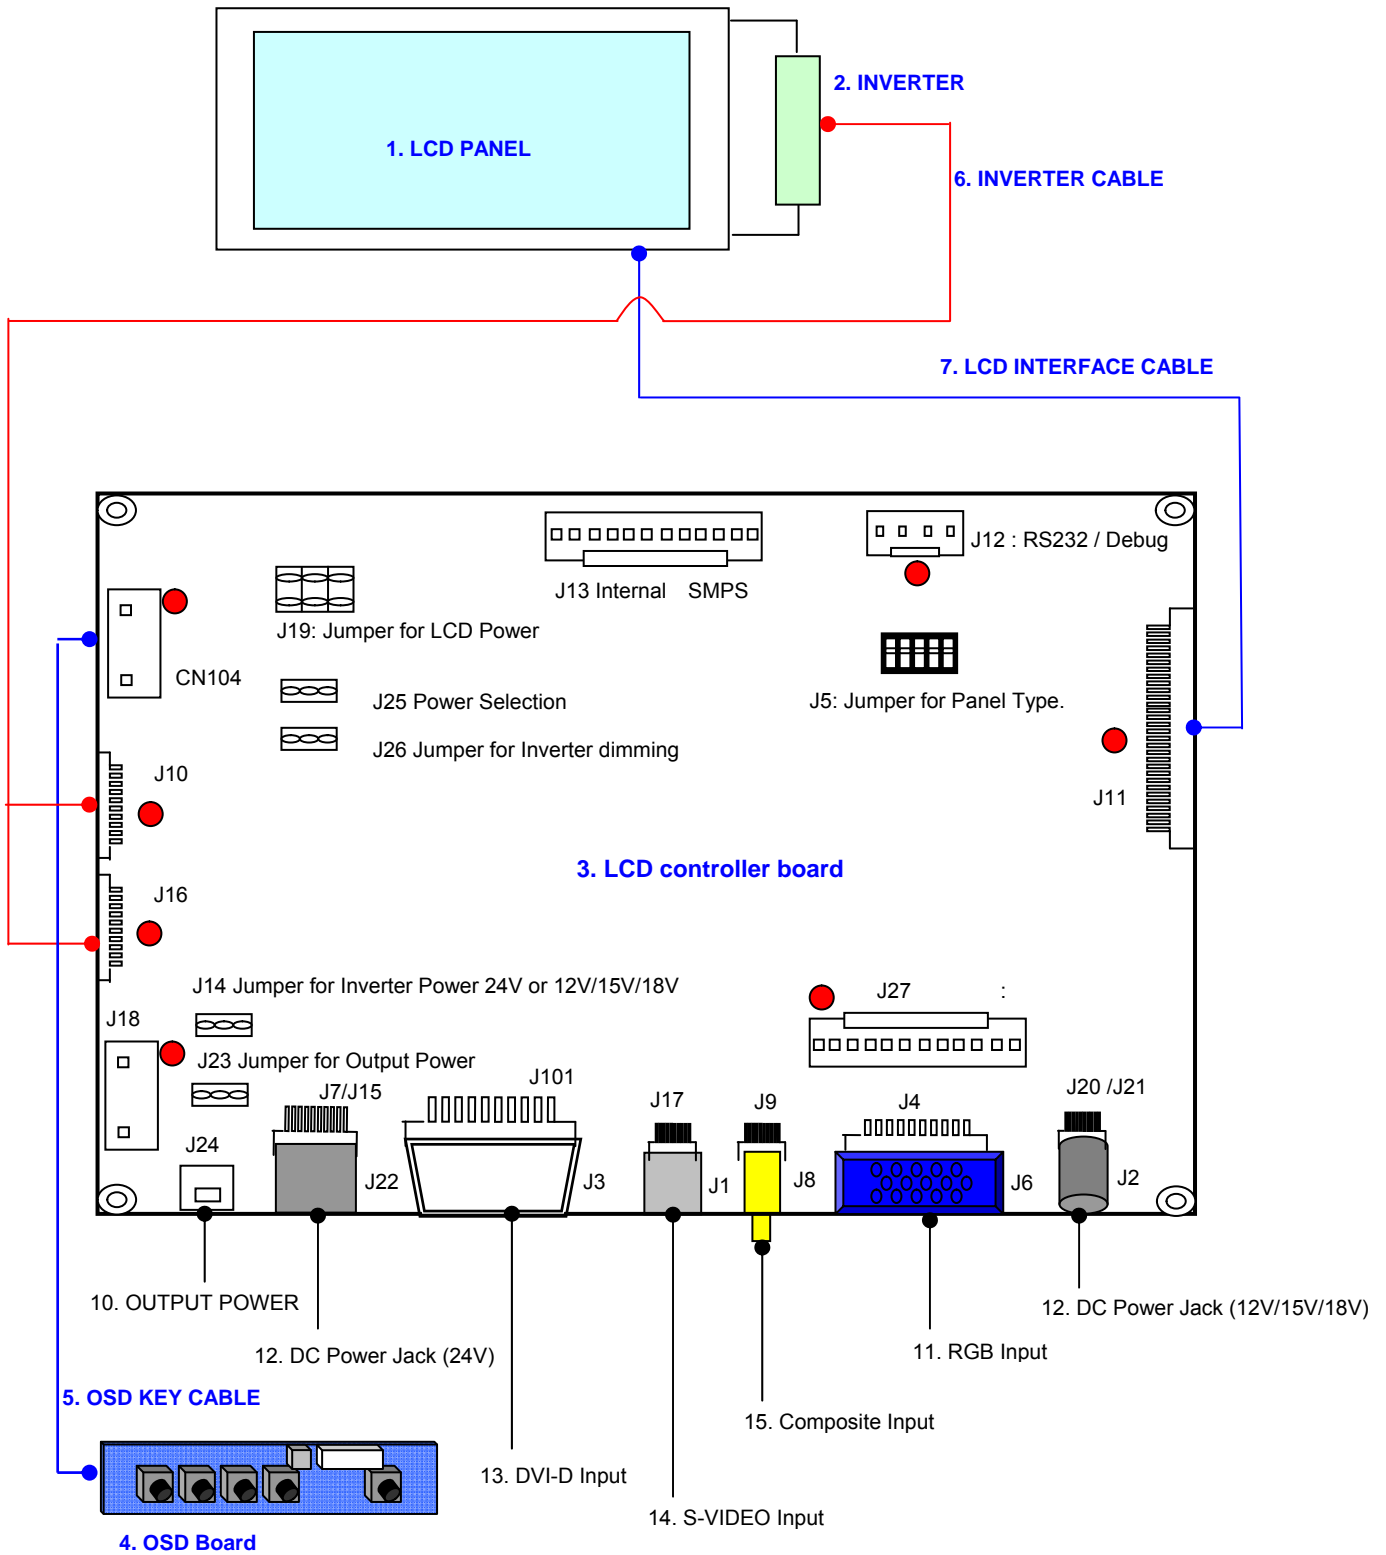 2. INVERTER
1. LCD PANEL
6. INVERTER CABLE
7. LCD INTERFACE CABLE
J12 : RS232 / Debug
J13 Internal SMPS
J19: Jumper for LCD Power
CN104
J25 Power Selection
J5: Jumper for Panel Type.
J26 Jumper for Inverter dimming
J10
J11
3. LCD controller board
J16
J14 Jumper for Inverter Power 24V or 12V/15V/18V
J27 :
J18
J23 Jumper for Output Power
J7/J15
J101
J17
J9
J4
J20 /J21
J24
J22
J3
J1
J8
J6
J2
10. OUTPUT POWER
12. DC Power Jack (12V/15V/18V)
12. DC Power Jack (24V)
11. RGB Input
5. OSD KEY CABLE
15. Composite Input
13. DVI-D Input
14. S-VIDEO Input
4. OSD Board